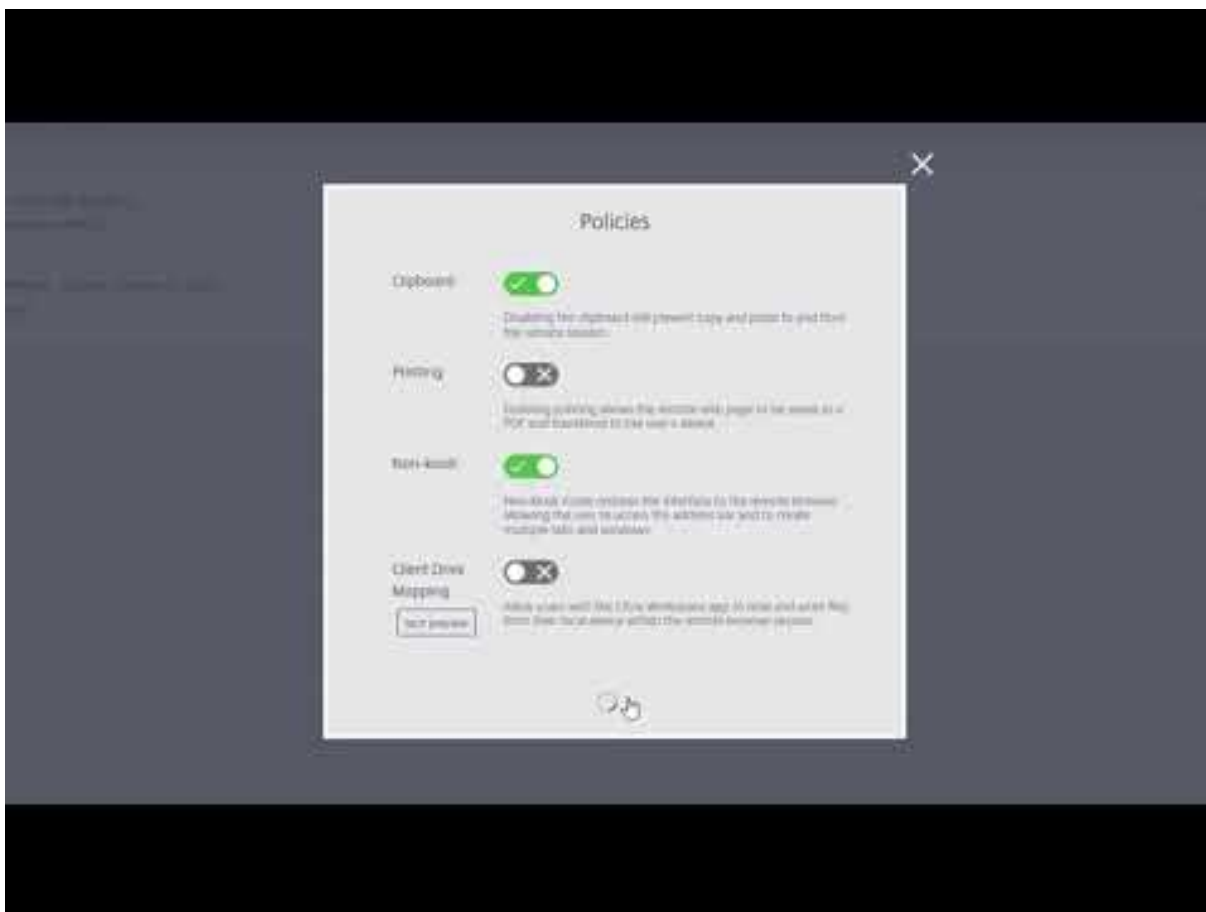 Policies
Clipboard
Disabling the clipboard will prevent copy and paste to and from
the remote session.
Printing
Enabling printing allows the remote web page to be saved as a
PDF and transferred to the user's device.
Non-kiosk
Non-kiosk mode restores the interface to the remote browser
allowing the user to access the address bar and to create
multiple tabs and windows
Client Drive
Mapping
Allow users with the Citrix Workspace app to read and write files
from their local device within the remote browser session
tech preview